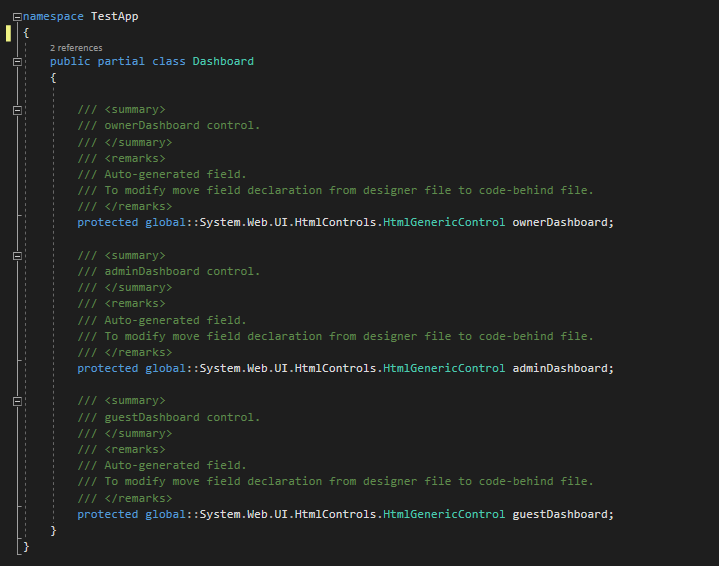 namespace TestApp
{
2 references
public partial class Dashboard
{
/// <summary>
/// ownerDashboard control.
/// </summary>
/// <remarks>
/// Auto-generated field.
/// To modify move field declaration from designer file to code-behind file.
/// </remarks>
protected global::System.Web.UI.HtmlControls.HtmlGenericControl ownerDashboard;
/// <summary>
/// adminDashboard control.
/// </summary>
/// <remarks>
/// Auto-generated field.
/// To modify move field declaration from designer file to code-behind file.
/// </remarks>
protected global::System.Web.UI.HtmlControls.HtmlGenericControl adminDashboard;
/// <summary>
/// guestDashboard control.
/// </summary>
/// <remarks>
/// Auto-generated field.
/// To modify move field declaration from designer file to code-behind file.
/// </remarks>
protected global::System.Web.UI.HtmlControls.HtmlGenericControl guestDashboard;
}
}